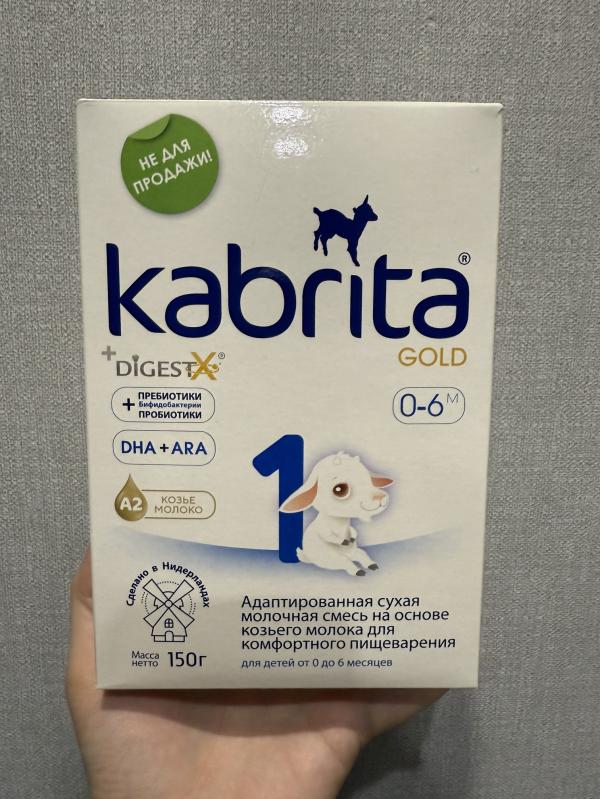 НЕ ДЛЯ
ПРОДАЖИ!
kabrita®
GOLD
+DIGESTX®
+ ПРЕБИОТИКИ
Бифидобактерии
ПРОБИОТИКИ
0-6 М
DHA + ARA
1
A2
КОЗЬЕ
МОЛОКО
Сделано в Нидерландах
Адаптированная сухая
молочная смесь на основе
козьего молока для
комфортного пищеварения
Масса
нетто 150г
для детей от 0 до 6 месяцев